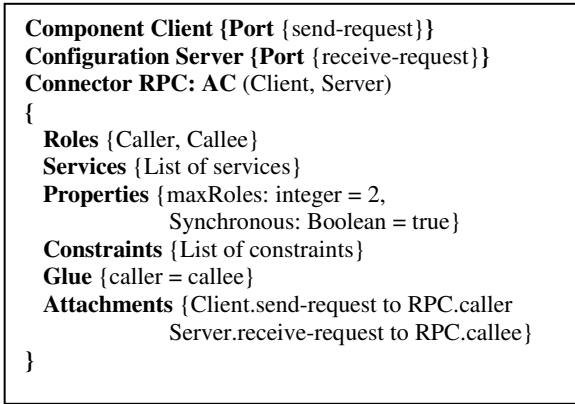 Component Client {Port {send-request}}
Configuration Server {Port {receive-request}}
Connector RPC: AC (Client, Server)
{
Roles {Caller, Callee}
Services {List of services}
Properties {maxRoles: integer = 2,
Synchronous: Boolean = true}
Constraints {List of constraints}
Glue {caller = callee}
Attachments {Client.send-request to RPC.caller
Server.receive-request to RPC.callee}
}